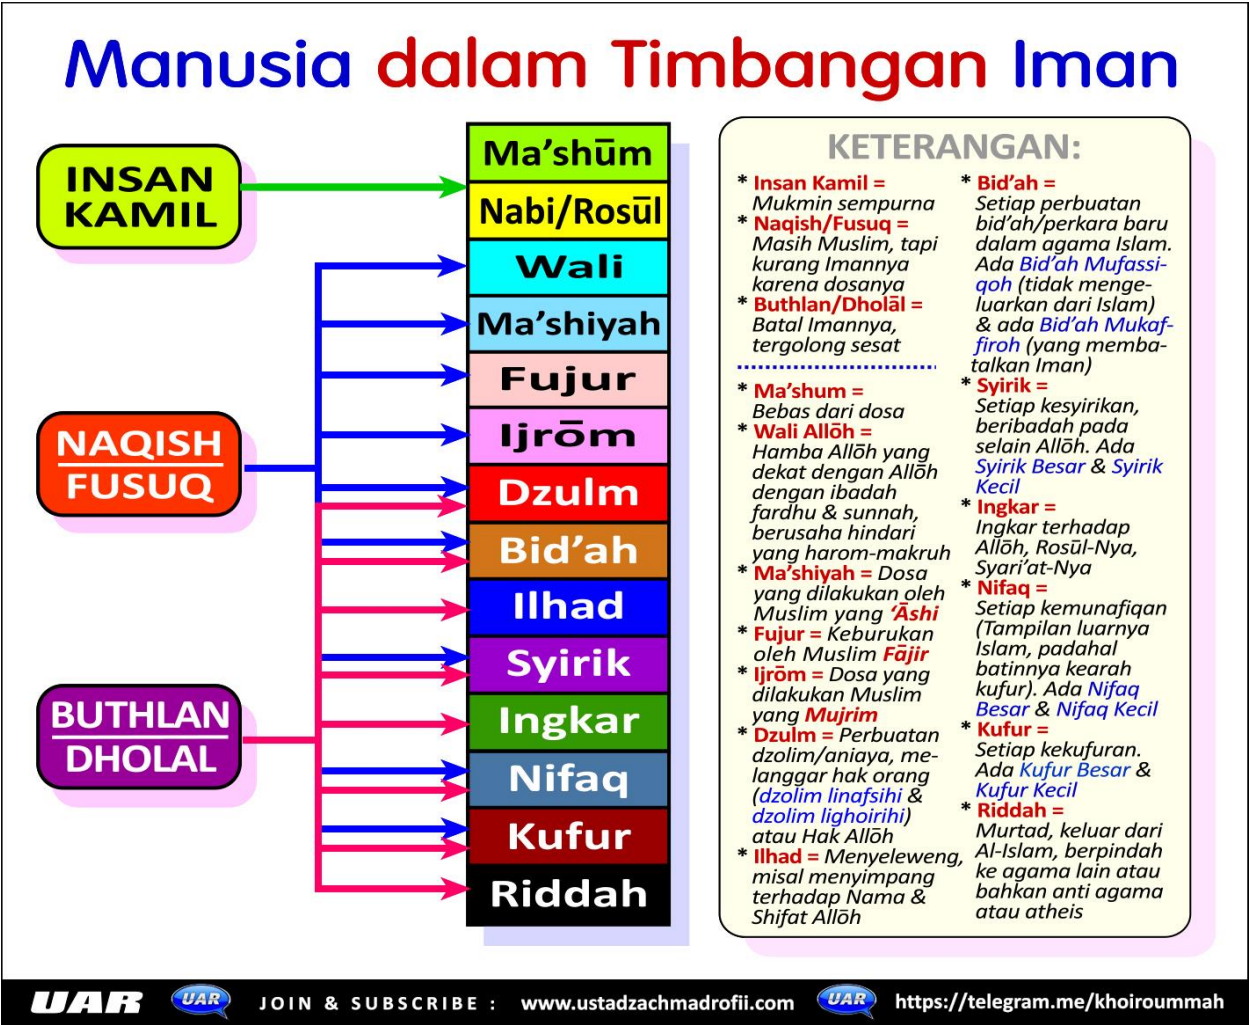 Manusia dalam Timbangan Iman
INSAN
KAMIL
NAQISH
FUSUQ
BUTHLAN
DHOLAL
Ma’shūm
Nabi/Rosūl
Wali
Ma’shiyah
Fujur
Ijrōm
Dzulm
Bid’ah
Ilhad
Syirik
Ingkar
Nifaq
Kufur
Riddah
KETERANGAN:
* Insan Kamil =
Mukmin sempurna
* Naqish/Fusuq =
Masih Muslim, tapi
kurang Imannya
karena dosanya
* Buthlan/Dholāl =
Batal Imannya,
tergolong sesat
* Ma’shum =
Bebas dari dosa
* Wali Allōh =
Hamba Allōh yang
dekat dengan Allōh
dengan ibadah
fardhu & sunnah,
berusaha hindari
yang harom-makruh
* Ma’shiyah = Dosa
yang dilakukan oleh
Muslim yang ‘Āshi
* Fujur = Keburukan
oleh Muslim Fājir
* Ijrōm = Dosa yang
dilakukan Muslim
yang Mujrim
* Dzulm = Perbuatan
dzolim/aniaya, me-
langgar hak orang
(dzolim linafsihi &
dzolim lighoirihi)
atau Hak Allōh
* Ilhad = Menyeleweng,
misal menyimpang
terhadap Nama &
Shifat Allōh
* Bid’ah =
Setiap perbuatan
bid’ah/perkara baru
dalam agama Islam.
Ada Bid’ah Mufassi-
qoh (tidak menge-
luarkan dari Islam)
& ada Bid’ah Mukaf-
firoh (yang memba-
talkan Iman)
* Syirik =
Setiap kesyirikan,
beribadah pada
selain Allōh. Ada
Syirik Besar & Syirik
Kecil
* Ingkar =
Ingkar terhadap
Allōh, Rosūl-Nya,
Syari’at-Nya
* Nifaq =
Setiap kemunafiqan
(Tampilan luarnya
Islam, padahal
batinnya kearah
kufur). Ada Nifaq
Besar & Nifaq Kecil
* Kufur =
Setiap kekufuran.
Ada Kufur Besar &
Kufur Kecil
* Riddah =
Murtad, keluar dari
Al-Islam, berpindah
ke agama lain atau
bahkan anti agama
atau atheis
UAR UAR JOIN & SUBSCRIBE : www.ustadzachmadrofii.com UAR https://telegram.me/khoiroummah